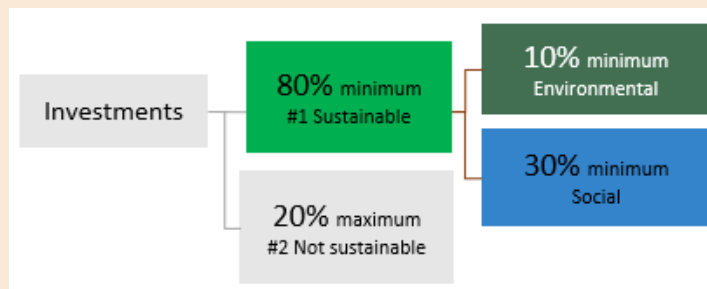 Investments
80% minimum
#1 Sustainable
20% maximum
#2 Not sustainable
10% minimum
Environmental
30% minimum
Social